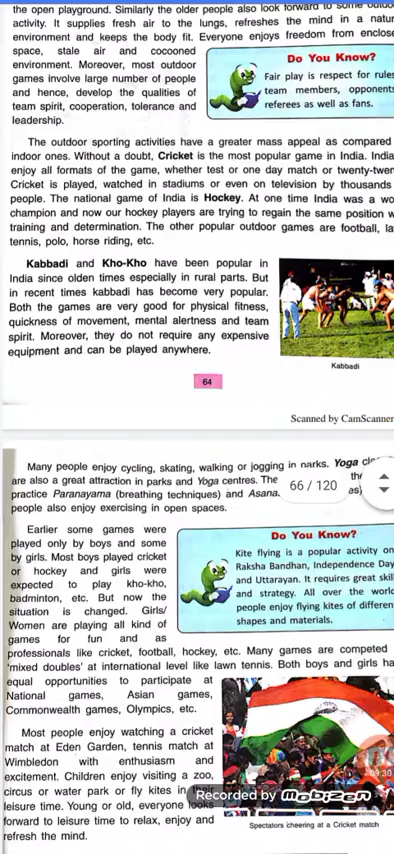 the open playground. Similarly the older people also look forward to some outdo
activity. It supplies fresh air to the lungs, refreshes the mind in a natur
environment and keeps the body fit. Everyone enjoys freedom from enclose
space, stale air and cocooned
environment. Moreover, most outdoor
games involve large number of people
and hence, develop the qualities of
team spirit, cooperation, tolerance and
leadership.
Do You Know?
Fair play is respect for rules
team members, opponents
referees as well as fans.
The outdoor sporting activities have a greater mass appeal as compared
indoor ones. Without a doubt, Cricket is the most popular game in India. India
enjoy all formats of the game, whether test or one day match or twenty-twen
Cricket is played, watched in stadiums or even on television by thousands
people. The national game of India is Hockey. At one time India was a wo
champion and now our hockey players are trying to regain the same position w
training and determination. The other popular outdoor games are football, la
tennis, polo, horse riding, etc.
Kabbadi and Kho-Kho have been popular in
India since olden times especially in rural parts. But
in recent times kabbadi has become very popular.
Both the games are very good for physical fitness,
quickness of movement, mental alertness and team
spirit. Moreover, they do not require any expensive
equipment and can be played anywhere.
Kabbadi
64
Scanned by CamScanner
Many people enjoy cycling, skating, walking or jogging in parks. Yoga
are also a great attraction in parks and Yoga centres. The
practice Paranayama (breathing techniques) and Asana
people also enjoy exercising in open spaces.
66 / 120
Earlier some games were
played only by boys and some
by girls. Most boys played cricket
or hockey and girls were
expected to play kho-kho,
badminton, etc. But now the
situation is changed. Girls/
Women are playing all kind of
games for fun and as
Do You Know?
Kite flying is a popular activity on
Raksha Bandhan, Independence Day
and Uttarayan. It requires great skil
and strategy. All over the world
people enjoy flying kites of differen
shapes and materials.
professionals like cricket, football, hockey, etc. Many games are competed
'mixed doubles' at international level like lawn tennis. Both boys and girls ha
equal opportunities to participate at
National games, Asian games,
Commonwealth games, Olympics, etc.
Most people enjoy watching a cricket
match at Eden Garden, tennis match at
Wimbledon with enthusiasm and
excitement. Children enjoy visiting a zoo,
circus or water park or fly kites in their
leisure time. Young or old, everyone looks
forward to leisure time to relax, enjoy and
refresh the mind.
09:30
Recorded by mobizen
Spectators cheering at a Cricket match